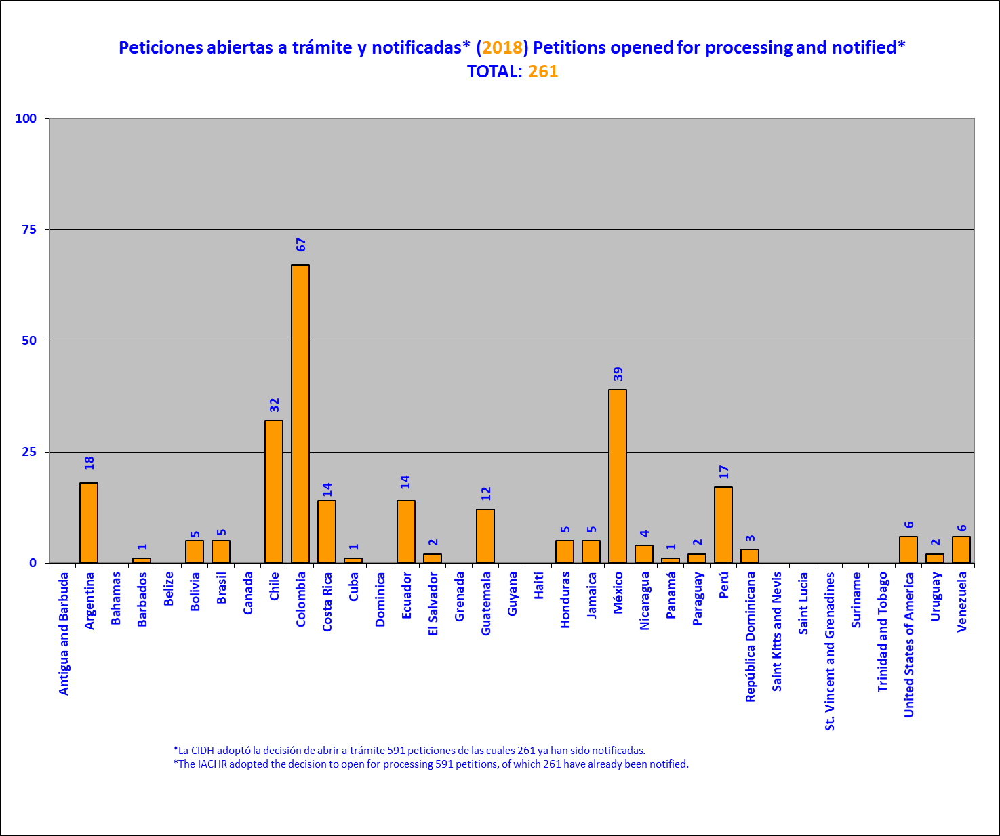 Peticiones abiertas a trámite y notificadas* (2018) Petitions opened for processing and notified*
TOTAL: 261
100
75
50
25
0
18
1
5
5
32
67
14
1
14
2
12
5
5
39
4
1
2
17
3
6
2
6
Antigua and Barbuda
Argentina
Bahamas
Barbados
Belize
Bolivia
Brasil
Canada
Chile
Colombia
Costa Rica
Cuba
Dominica
Ecuador
El Salvador
Grenada
Guatemala
Guyana
Haiti
Honduras
Jamaica
México
Nicaragua
Panamá
Paraguay
Perú
República Dominicana
Saint Kitts and Nevis
Saint Lucia
St. Vincent and Grenadines
Suriname
Trinidad and Tobago
United States of America
Uruguay
Venezuela
*La CIDH adoptó la decisión de abrir a trámite 591 peticiones de las cuales 261 ya han sido notificadas.
*The IACHR adopted the decision to open for processing 591 petitions, of which 261 have already been notified.